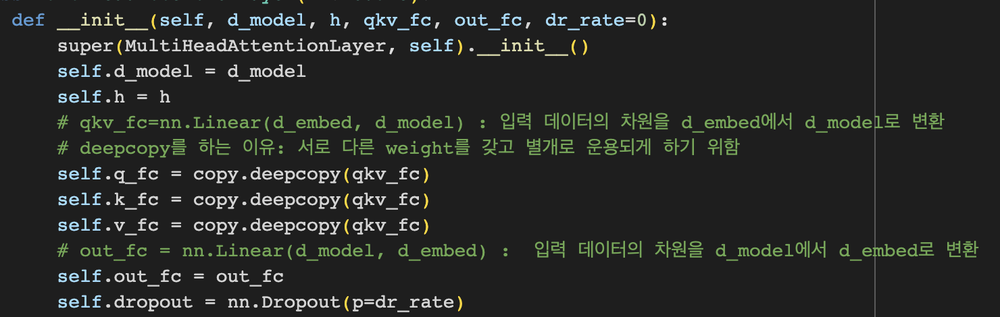 def __init__(self, d_model, h, qkv_fc, out_fc, dr_rate=0):
super(MultiHeadAttentionLayer, self).__init__()
self.d_model = d_model
self.h = h
# qkv_fc=nn.Linear(d_embed, d_model) : 입력 데이터의 차원을 d_embed에서 d_model로 변환
# deepcopy를 하는 이유: 서로 다른 weight를 갖고 별개로 운용되게 하기 위함
self.q_fc = copy.deepcopy(qkv_fc)
self.k_fc = copy.deepcopy(qkv_fc)
self.v_fc = copy.deepcopy(qkv_fc)
# out_fc = nn.Linear(d_model, d_embed) :  입력 데이터의 차원을 d_model에서 d_embed로 변환
self.out_fc = out_fc
self.dropout = nn.Dropout(p=dr_rate)